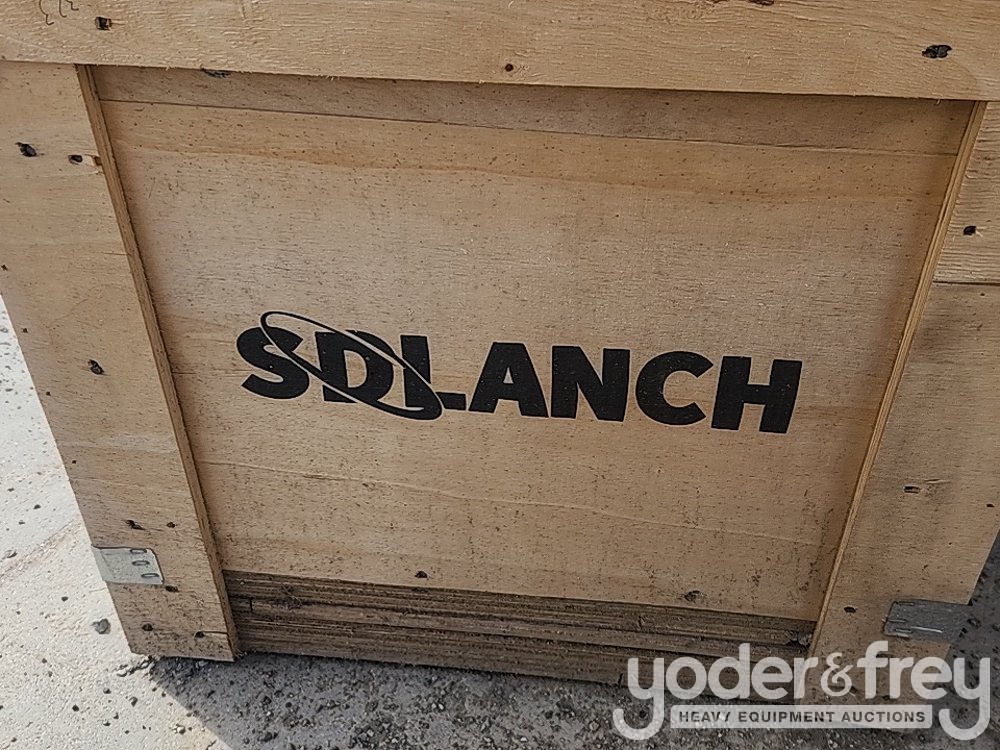 SDLANCH
yoder&frey
HEAVY EQUIPMENT AUCTIONS